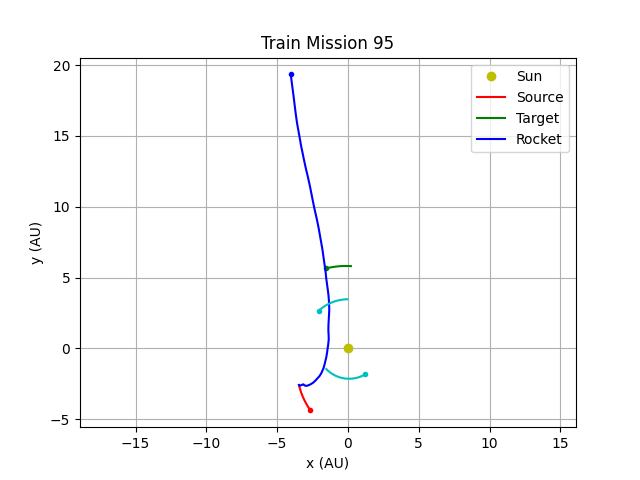 Train Mission 95
Sun
Source
Target
Rocket
20
15
10
5
0
−5
y (AU)
−15
−10
−5
0
5
10
15
x (AU)